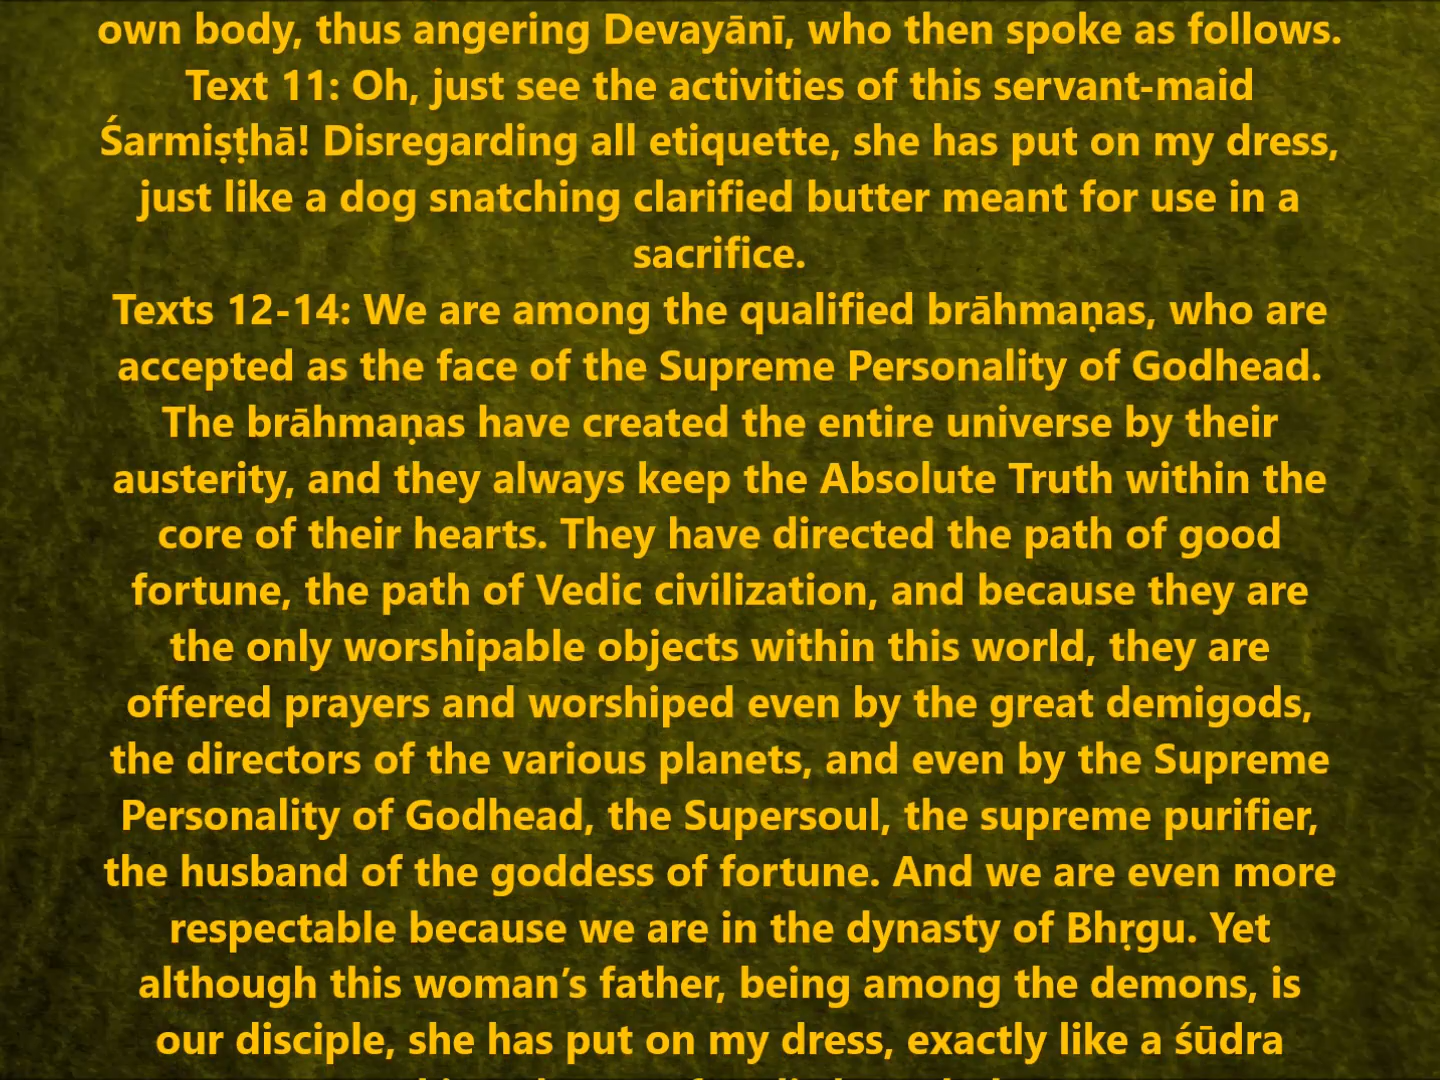 own body, thus angering Devayānī, who then spoke as follows.
Text 11: Oh, just see the activities of this servant-maid
Śarmiṣṭhā! Disregarding all etiquette, she has put on my dress,
just like a dog snatching clarified butter meant for use in a
sacrifice.
Texts 12-14: We are among the qualified brāhmaṇas, who are
accepted as the face of the Supreme Personality of Godhead.
The brāhmaṇas have created the entire universe by their
austerity, and they always keep the Absolute Truth within the
core of their hearts. They have directed the path of good
fortune, the path of Vedic civilization, and because they are
the only worshipable objects within this world, they are
offered prayers and worshiped even by the great demigods,
the directors of the various planets, and even by the Supreme
Personality of Godhead, the Supersoul, the supreme purifier,
the husband of the goddess of fortune. And we are even more
respectable because we are in the dynasty of Bhṛgu. Yet
although this woman’s father, being among the demons, is
our disciple, she has put on my dress, exactly like a śūdra